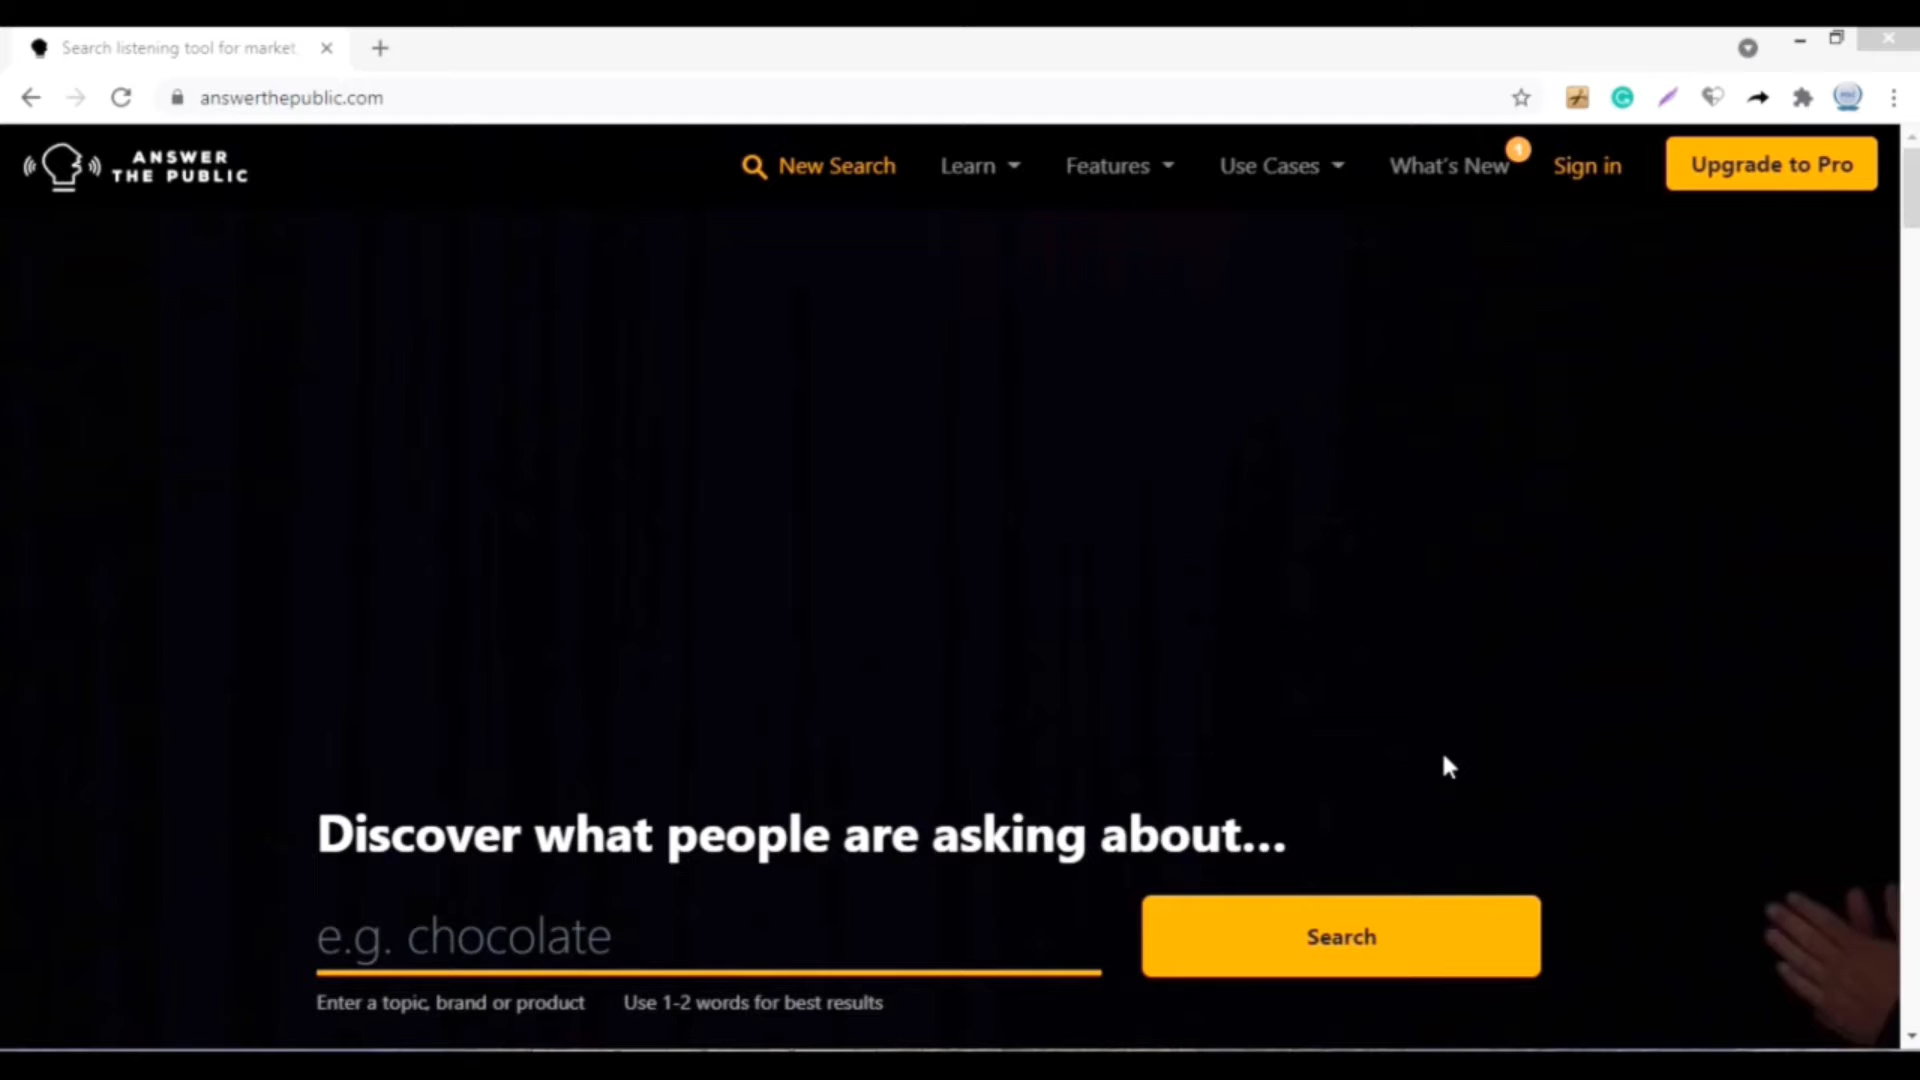 Search listening tool for market
answerthepublic.com
ANSWER
THE PUBLIC
New Search
Learn
Features
Use Cases
What's New
1
Sign in
Upgrade to Pro
Discover what people are asking about...
e.g. chocolate
Search
Enter a topic, brand or product
Use 1-2 words for best results